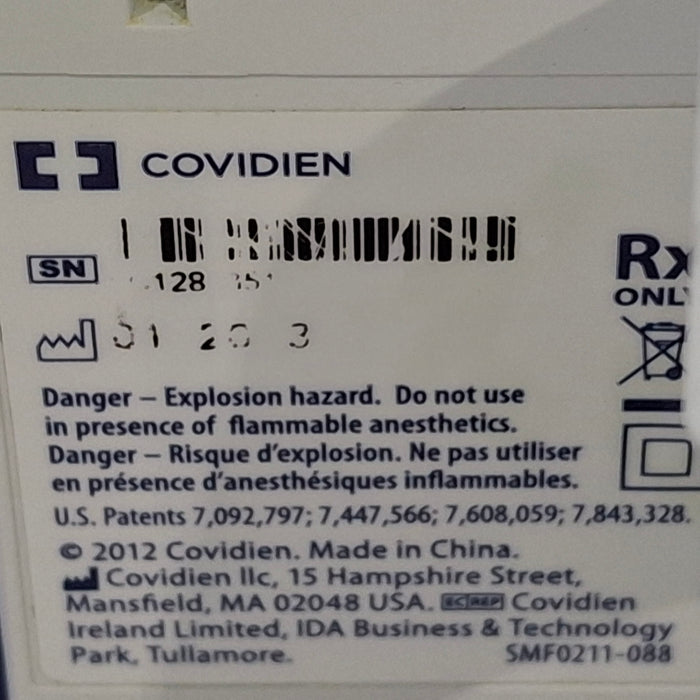 COVIDIEN
SN
128
Rx
ONLY
Danger – Explosion hazard. Do not use
in presence of flammable anesthetics.
Danger – Risque d'explosion. Ne pas utiliser
en présence d'anesthésiques inflammables.
U.S. Patents 7,092,797; 7,447,566; 7,608,059; 7,843,328.
© 2012 Covidien. Made in China.
Covidien llc, 15 Hampshire Street,
Mansfield, MA 02048 USA. EC REP Covidien
Ireland Limited, IDA Business & Technology
Park, Tullamore. SMF0211-088